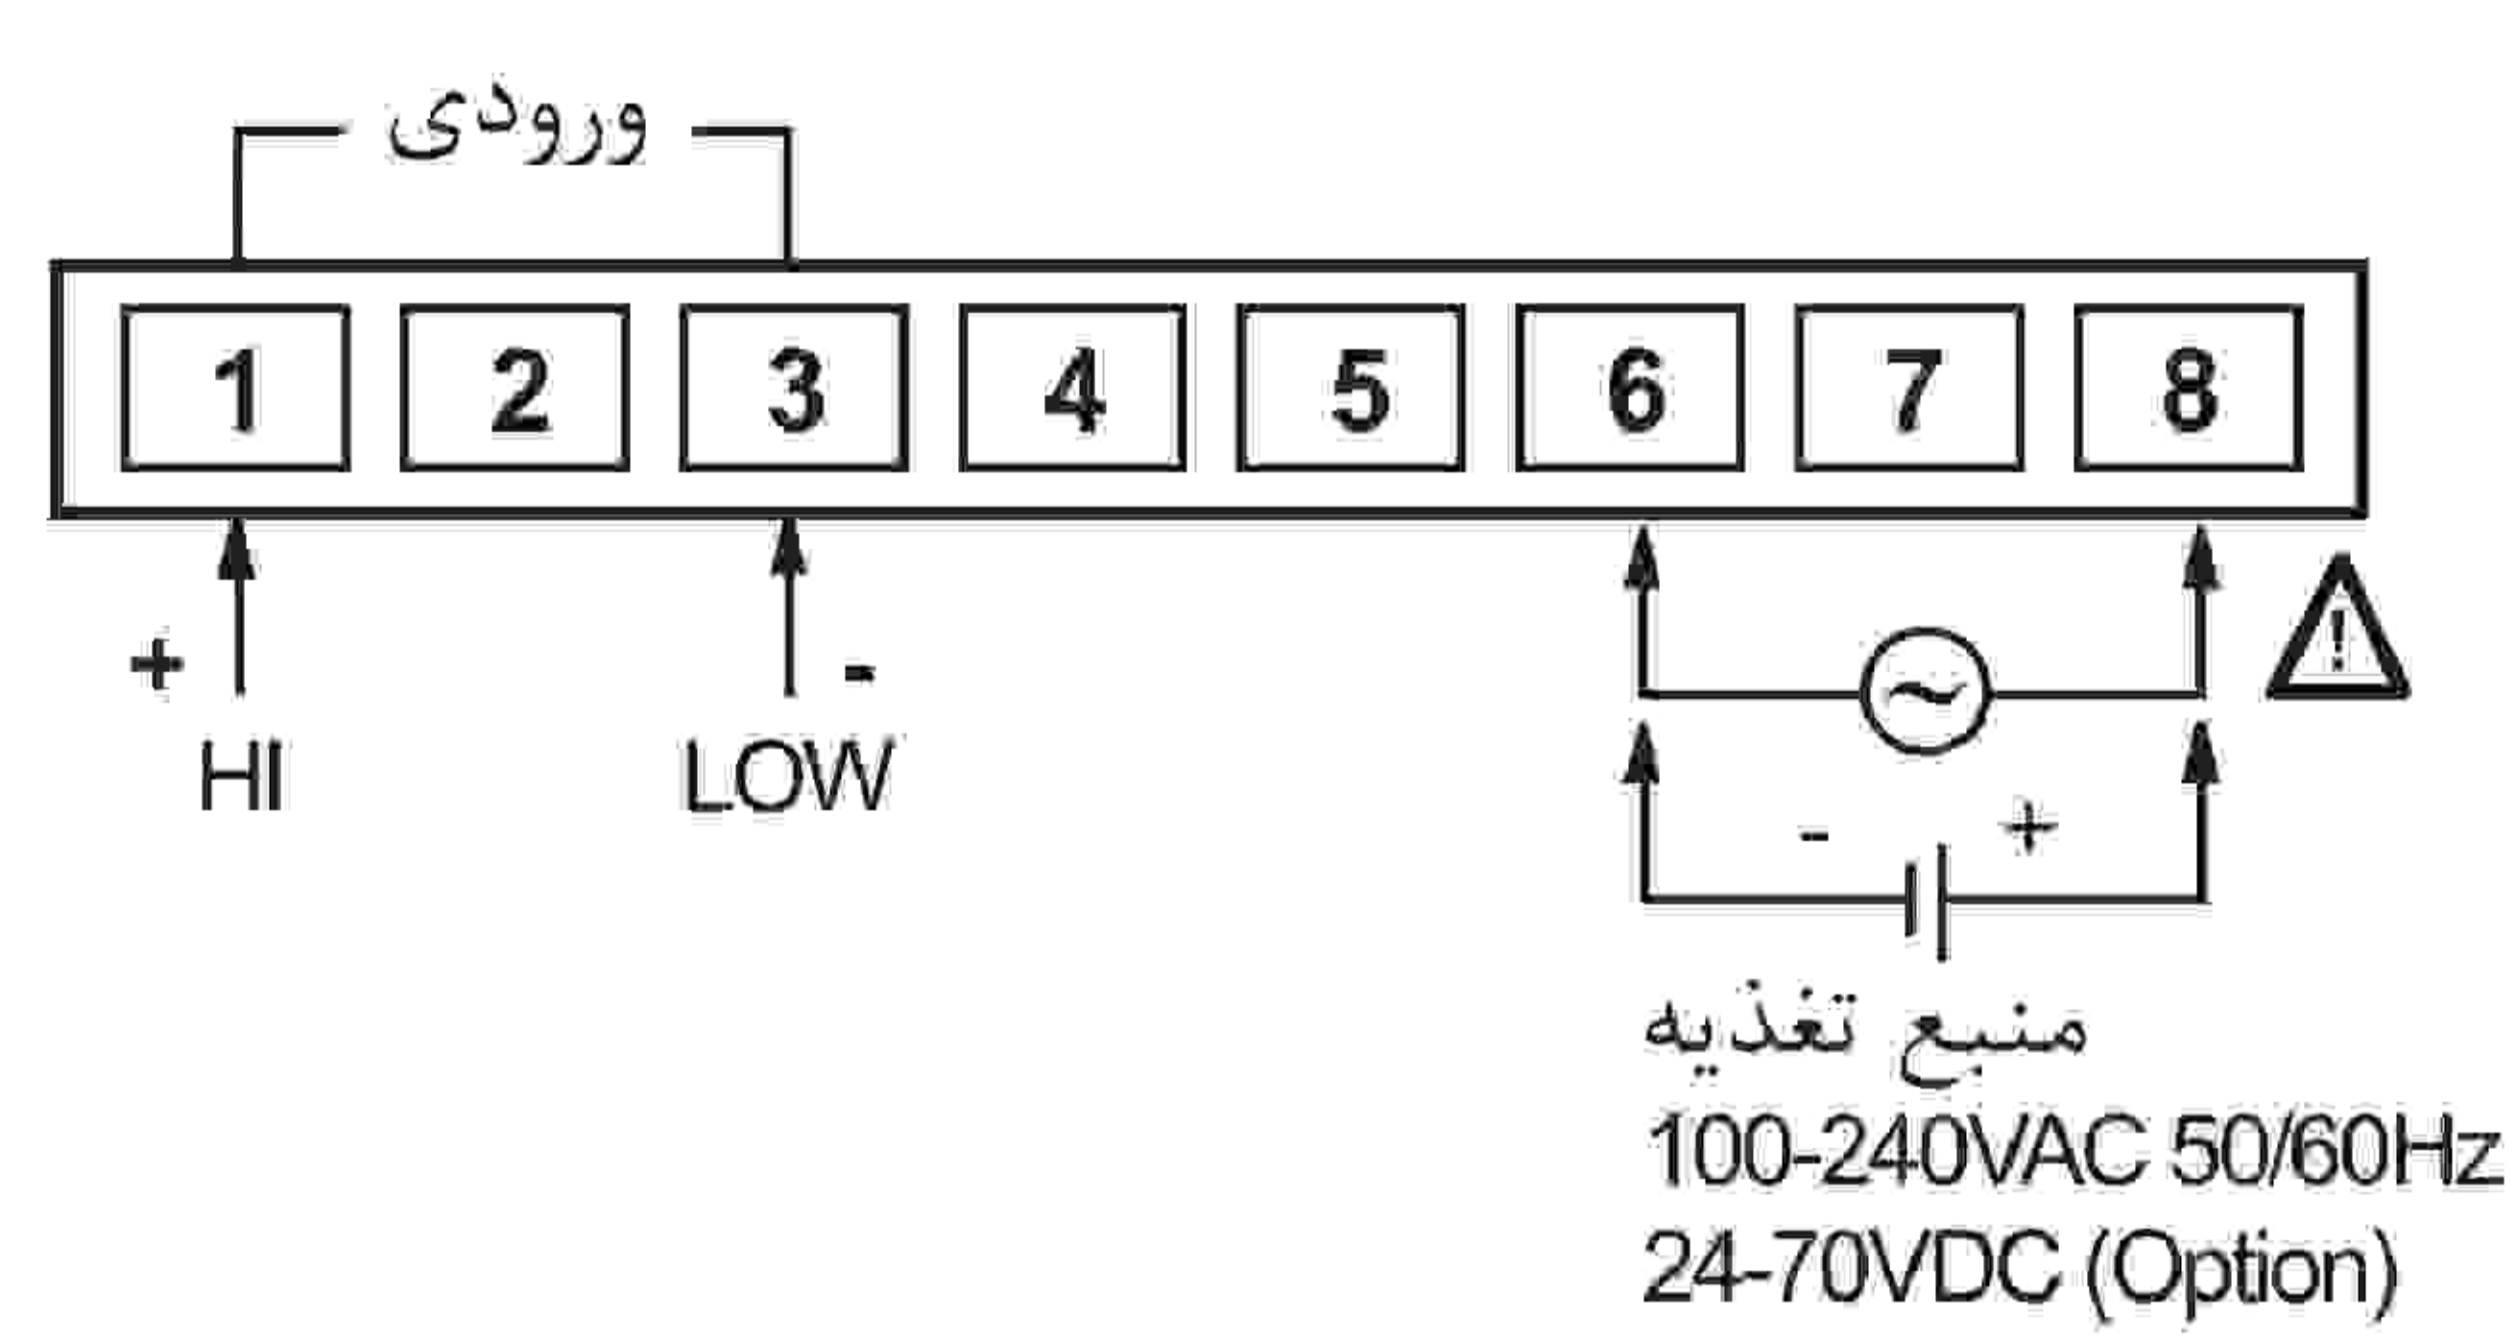 ورودی
1 2 3 4 5 6 7 8
+ -
HI LOW
!
~
- +
منبع تغذیه
100-240VAC 50/60Hz
24-70VDC (Option)